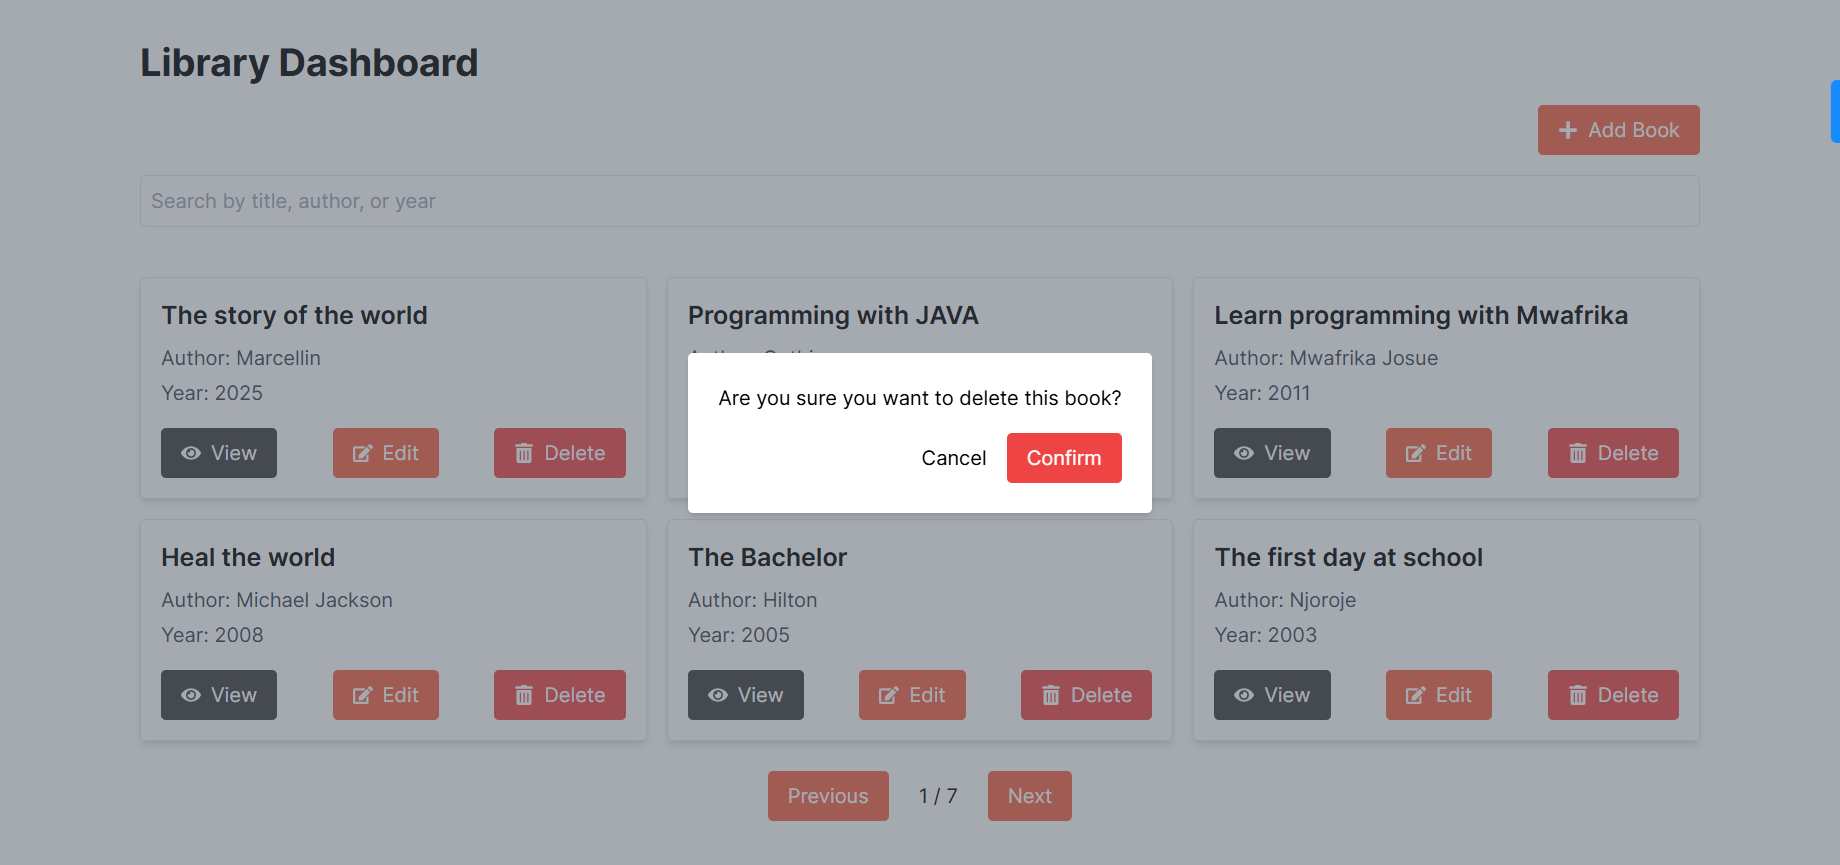 Library Dashboard
Add Book
Search by title, author, or year
The story of the world
Author: Marcellin
Year: 2025
View Edit Delete
Programming with JAVA
Learn programming with Mwafrika
Author: Mwafrika Josue
Year: 2011
View Edit Delete
Are you sure you want to delete this book?
Cancel Confirm
Heal the world
Author: Michael Jackson
Year: 2008
View Edit Delete
The Bachelor
Author: Hilton
Year: 2005
View Edit Delete
The first day at school
Author: Njoroje
Year: 2003
View Edit Delete
Previous 1 / 7 Next